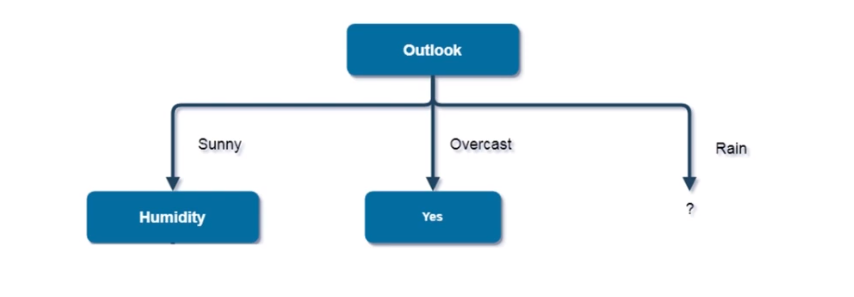 Outlook
Sunny
Overcast
Rain
Humidity
Yes
?